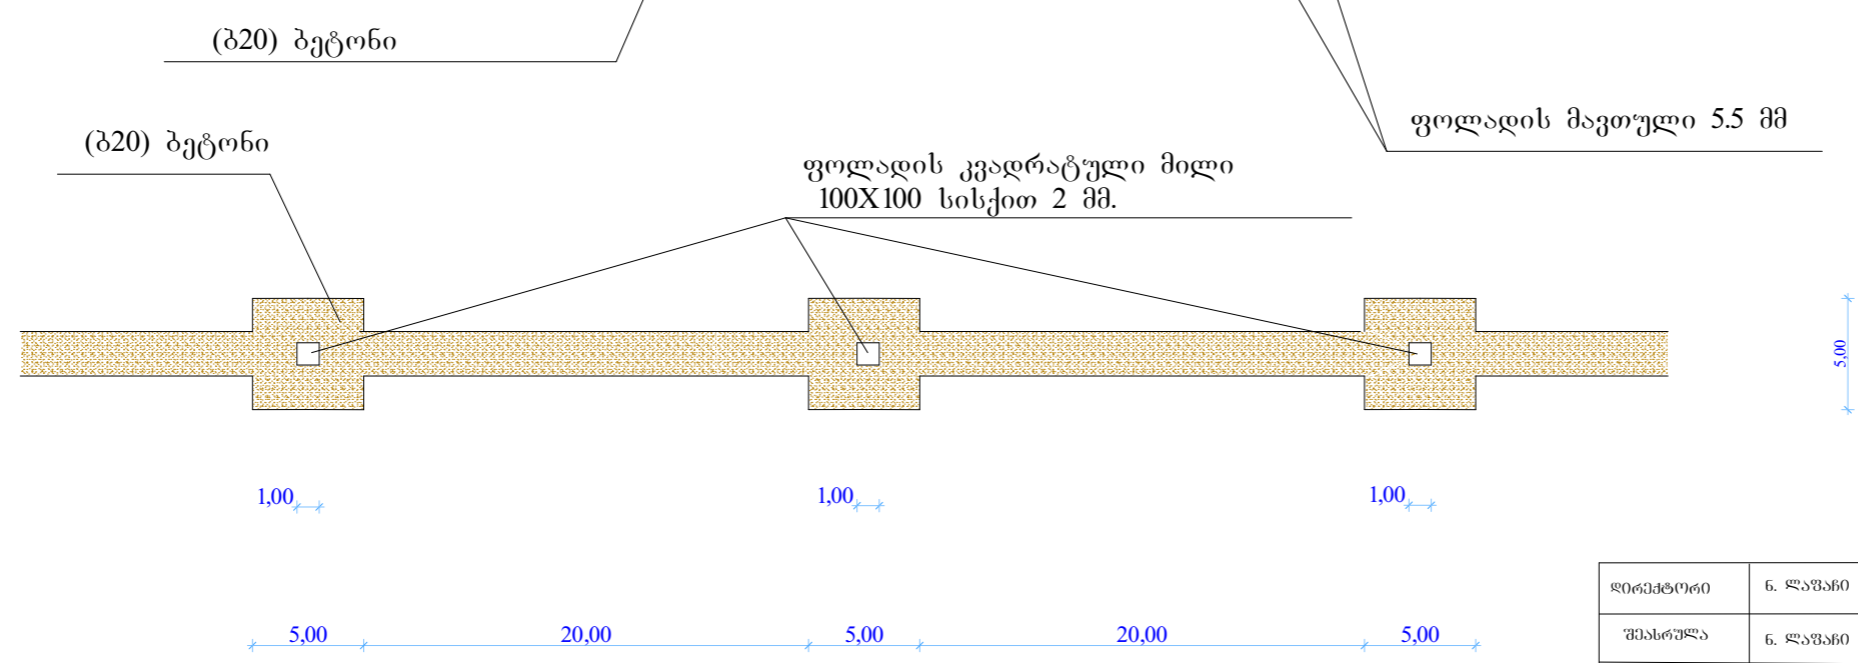 (ბ20) ბეტონი
ფოლადის მავთული 5.5 მმ
(ბ20) ბეტონი
ფოლადის კვადრატული მილი
100X100 სისქით 2 მმ.
5,00
1,00 1,00 1,00
დირექტორი ნ. ლაფაჩი
5,00 20,00 5,00 20,00 5,00
შეასრულა ნ. ლაფაჩი